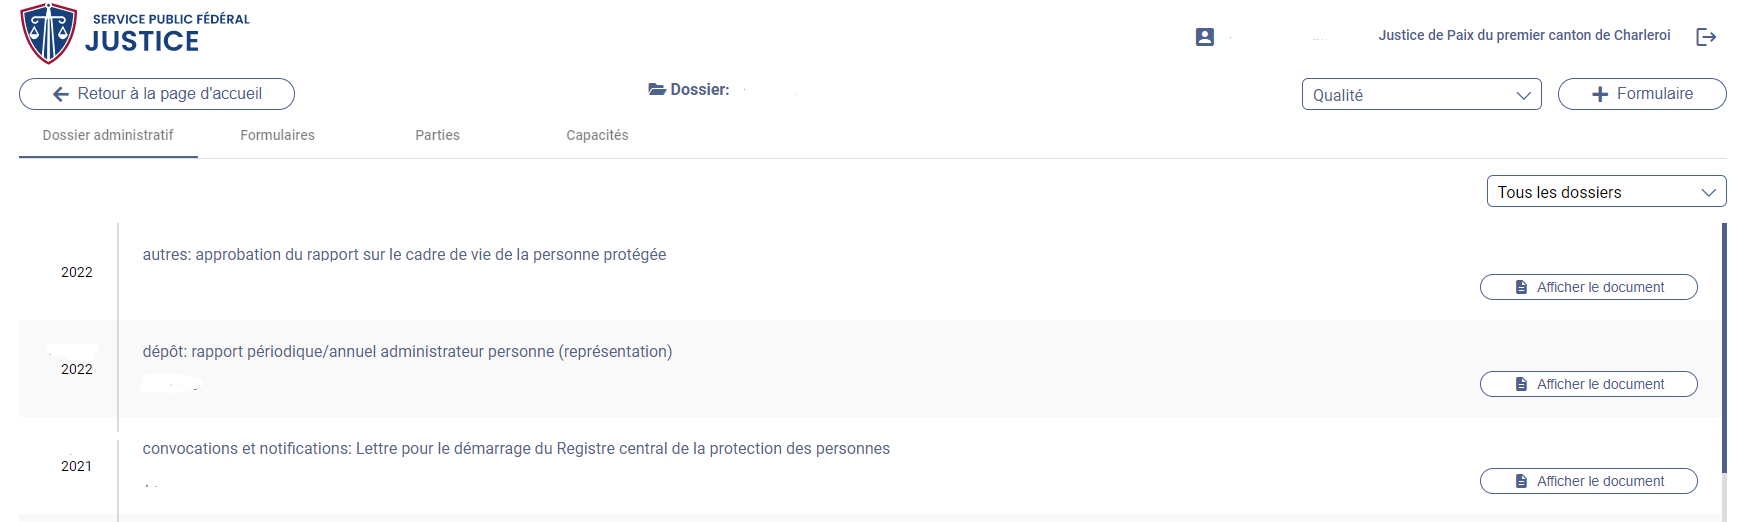 SERVICE PUBLIC FÉDÉRAL
JUSTICE
Justice de Paix du premier canton de Charleroi
Retour à la page d'accueil
Dossier:
Qualité
Formulaire
Dossier administratif
Formulaires
Parties
Capacités
Tous les dossiers
autres: approbation du rapport sur le cadre de vie de la personne protégée
2022
Afficher le document
dépôt: rapport périodique/annuel administrateur personne (représentation)
2022
Afficher le document
convocations et notifications: Lettre pour le démarrage du Registre central de la protection des personnes
2021
Afficher le document